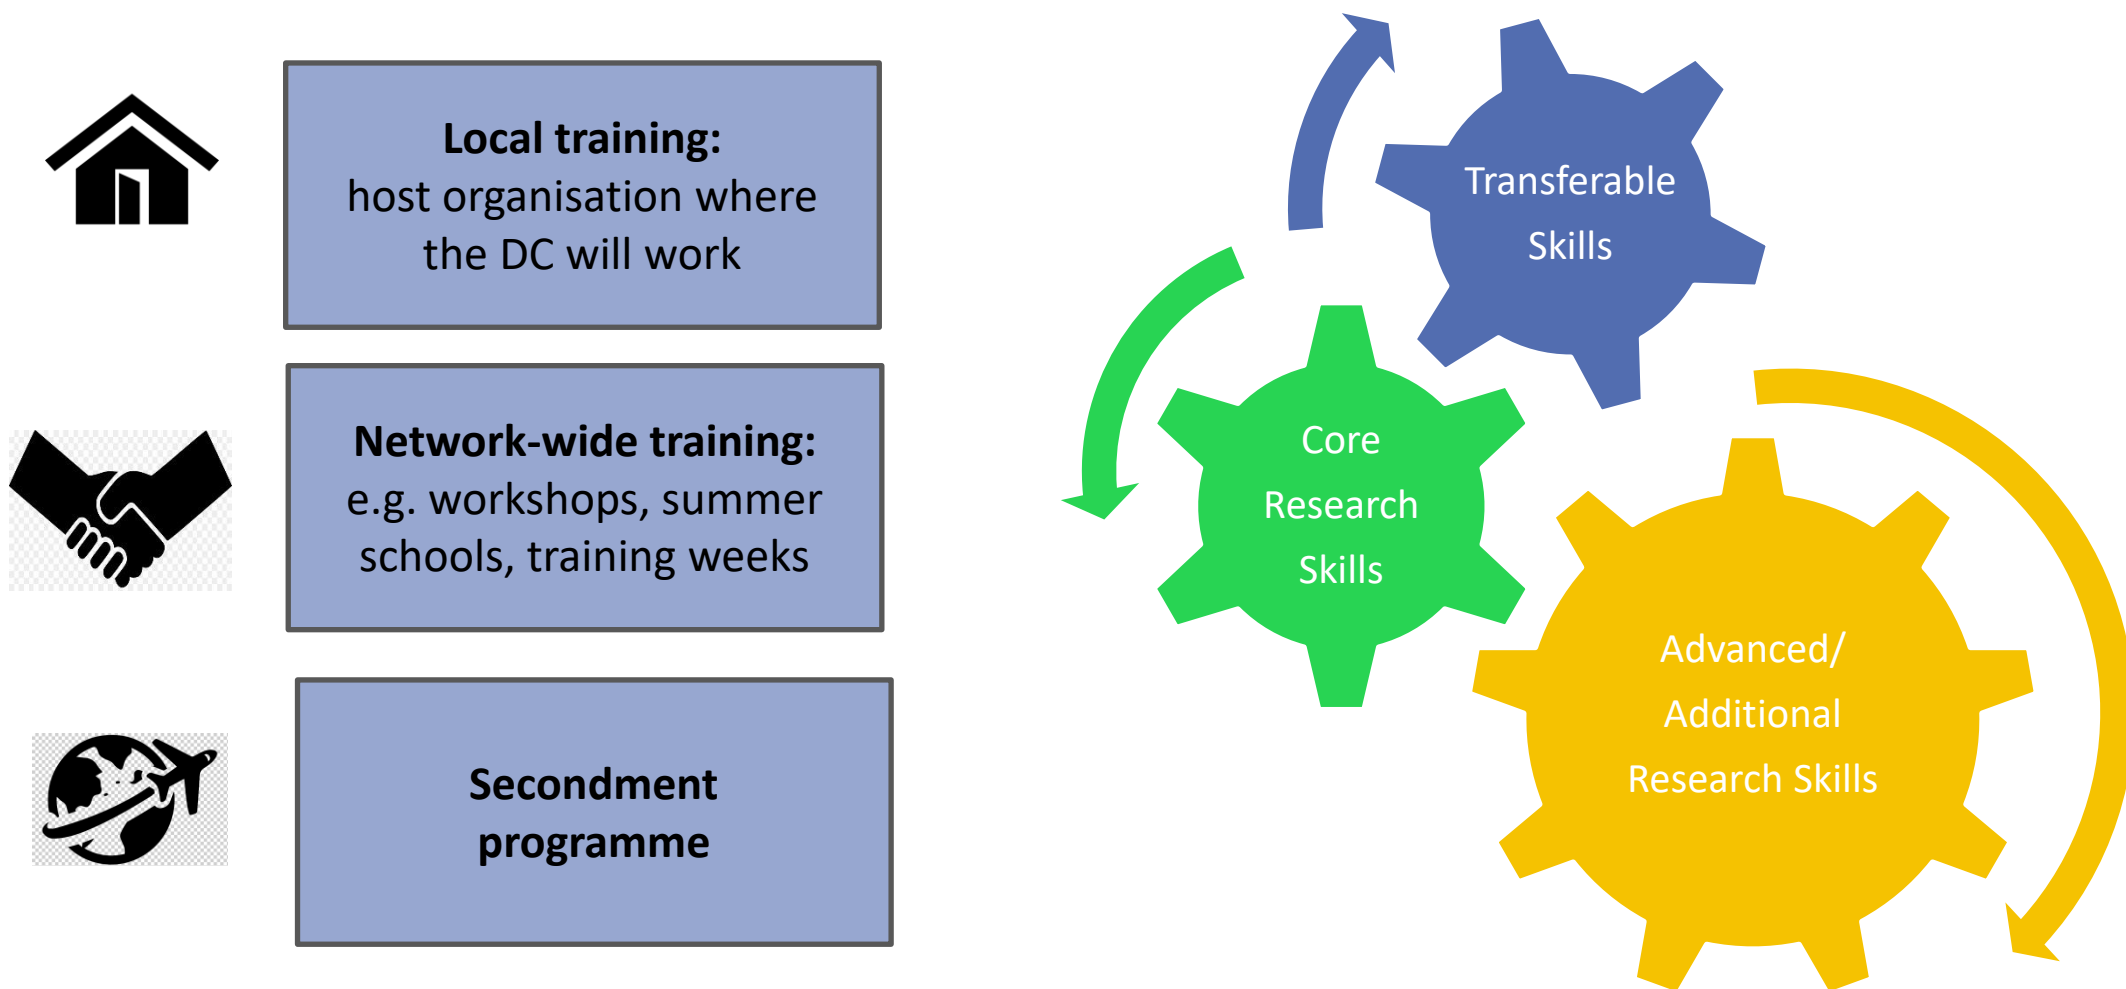 Local training:
host organisation where
the DC will work
Network-wide training:
e.g. workshops, summer
schools, training weeks
Secondment
programme
Transferable
Skills
Core
Research
Skills
Advanced/
Additional
Research Skills